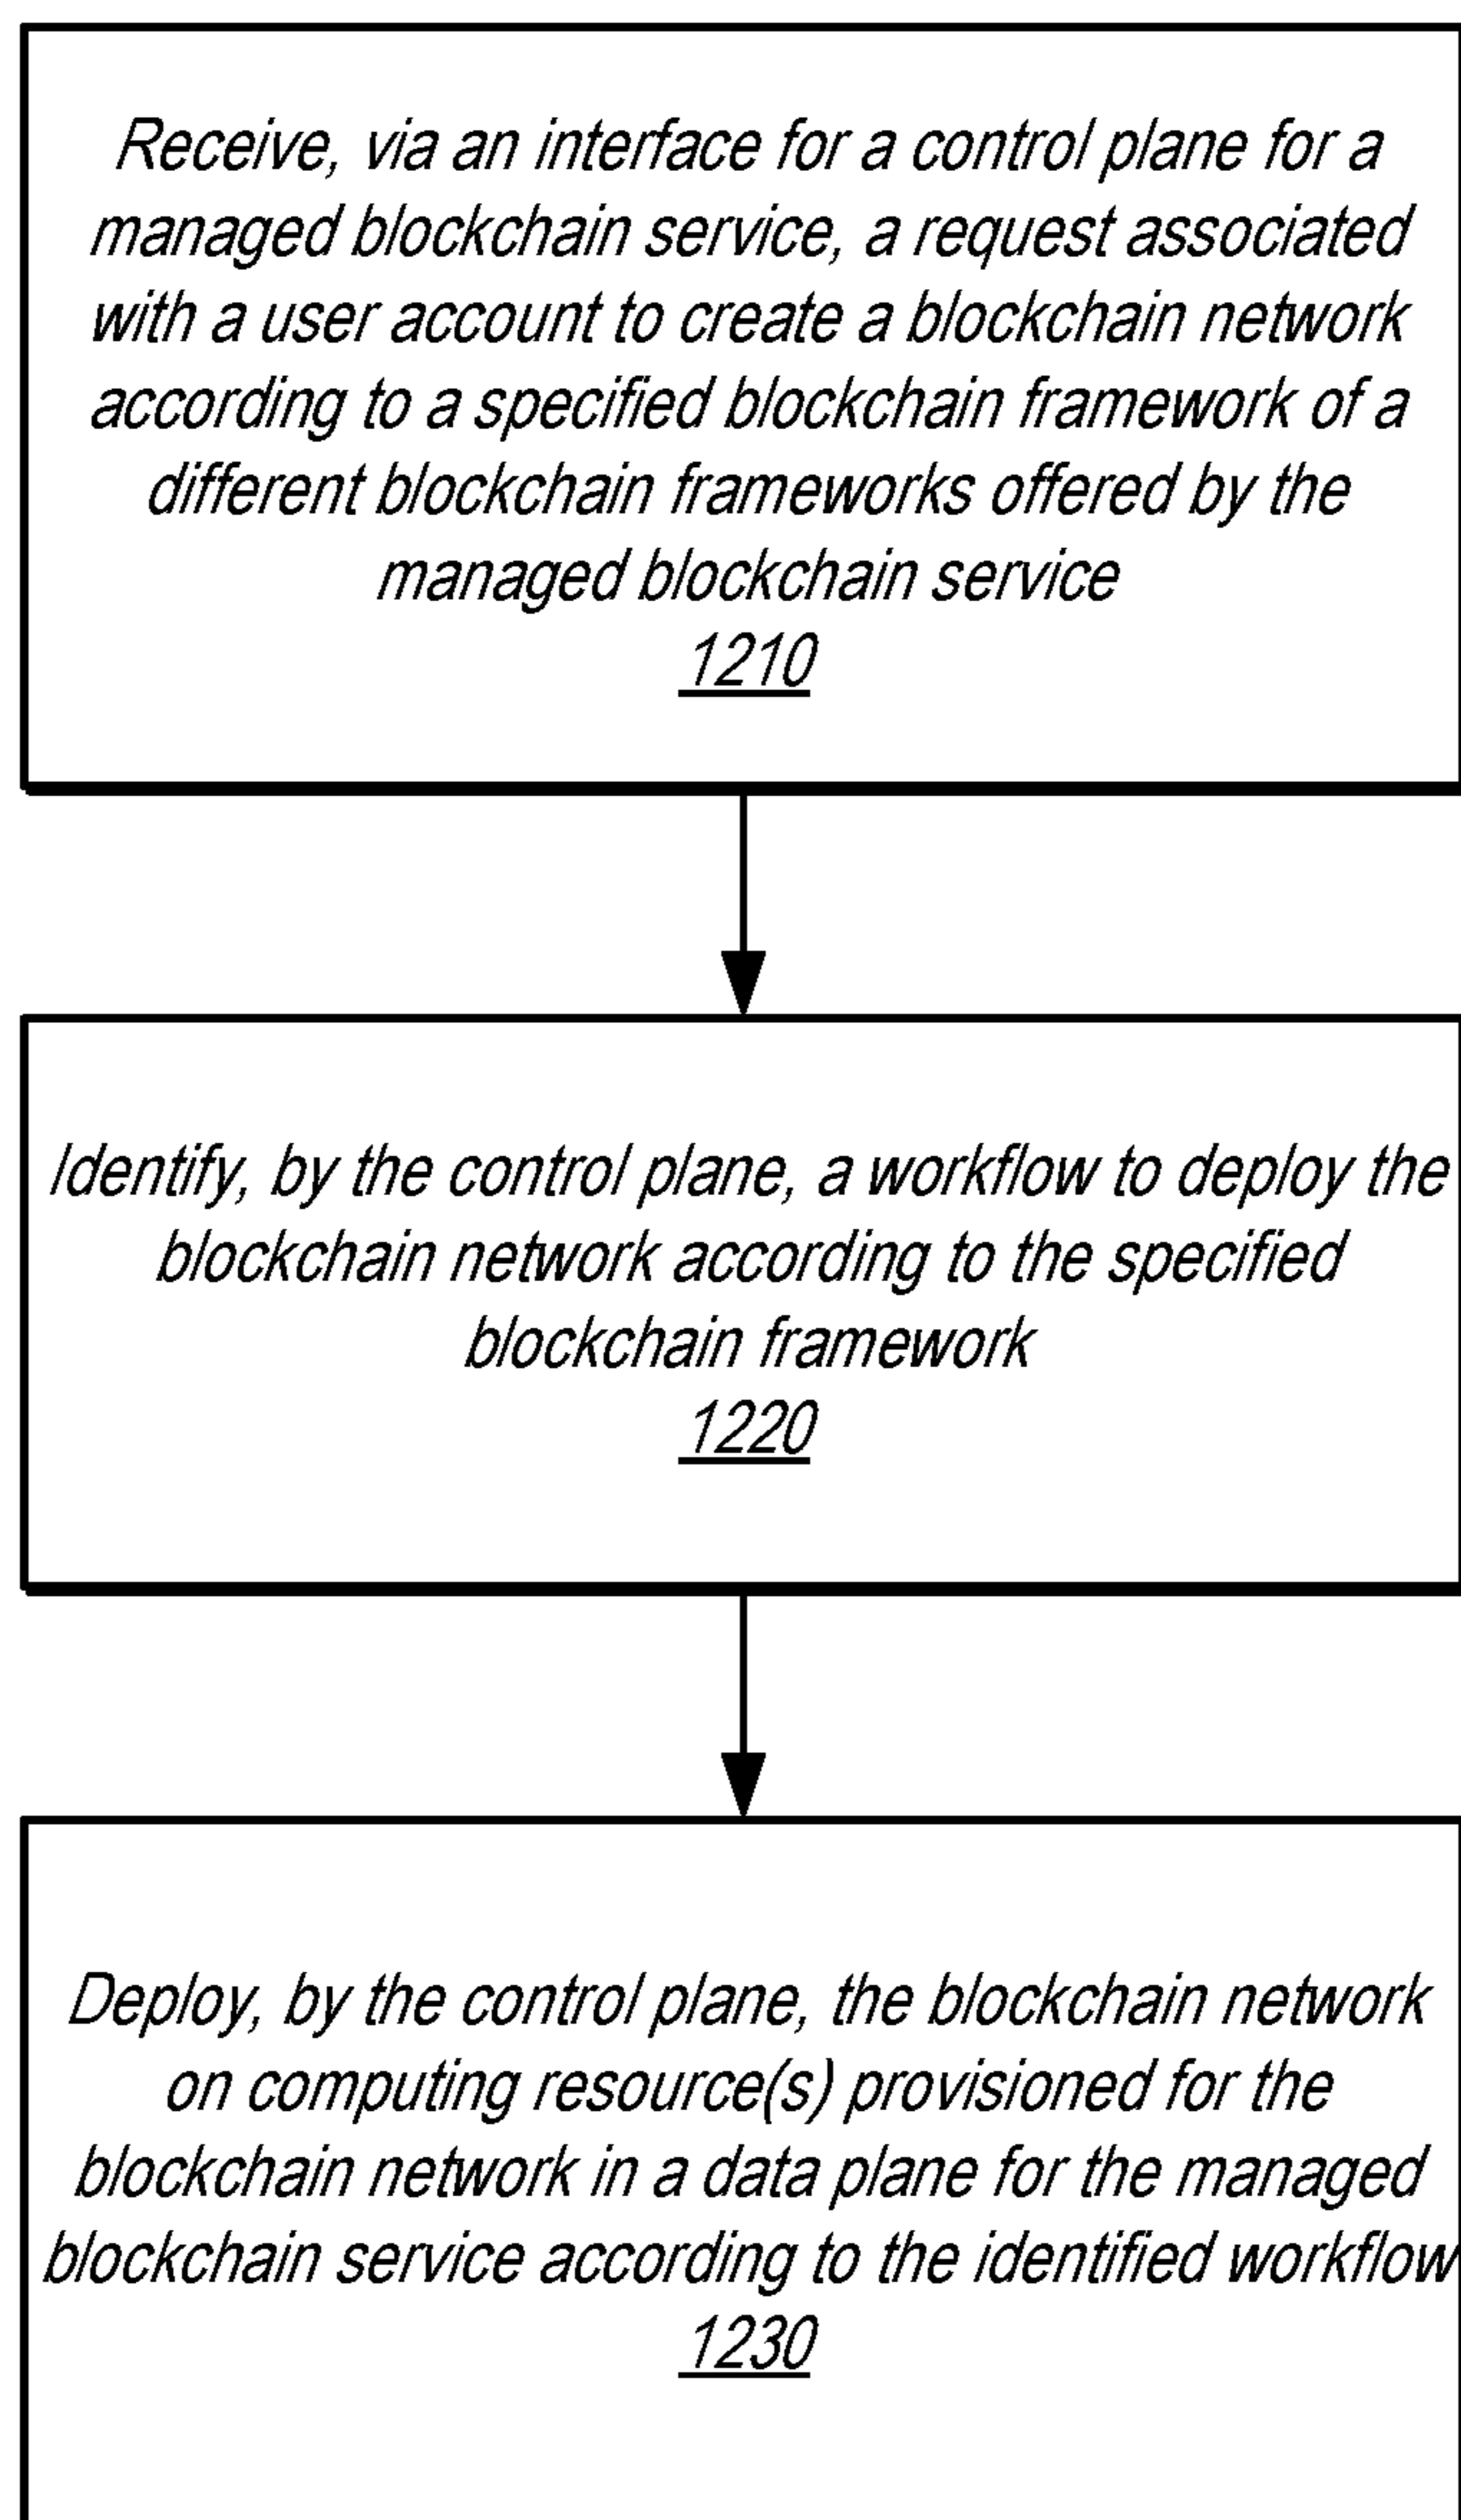 Receive, via an interface for a control plane for a
managed blockchain service, a request associated
with a user account to create a blockchain network
according to a specified blockchain framework of a
different blockchain frameworks offered by the
managed blockchain service
1210
Identify, by the control plane, a workflow to deploy the
blockchain network according to the specified
blockchain framework
1220
Deploy, by the control plane, the blockchain network
on computing resource(s) provisioned for the
blockchain network in a data plane for the managed
blockchain service according to the identified workflow
1230